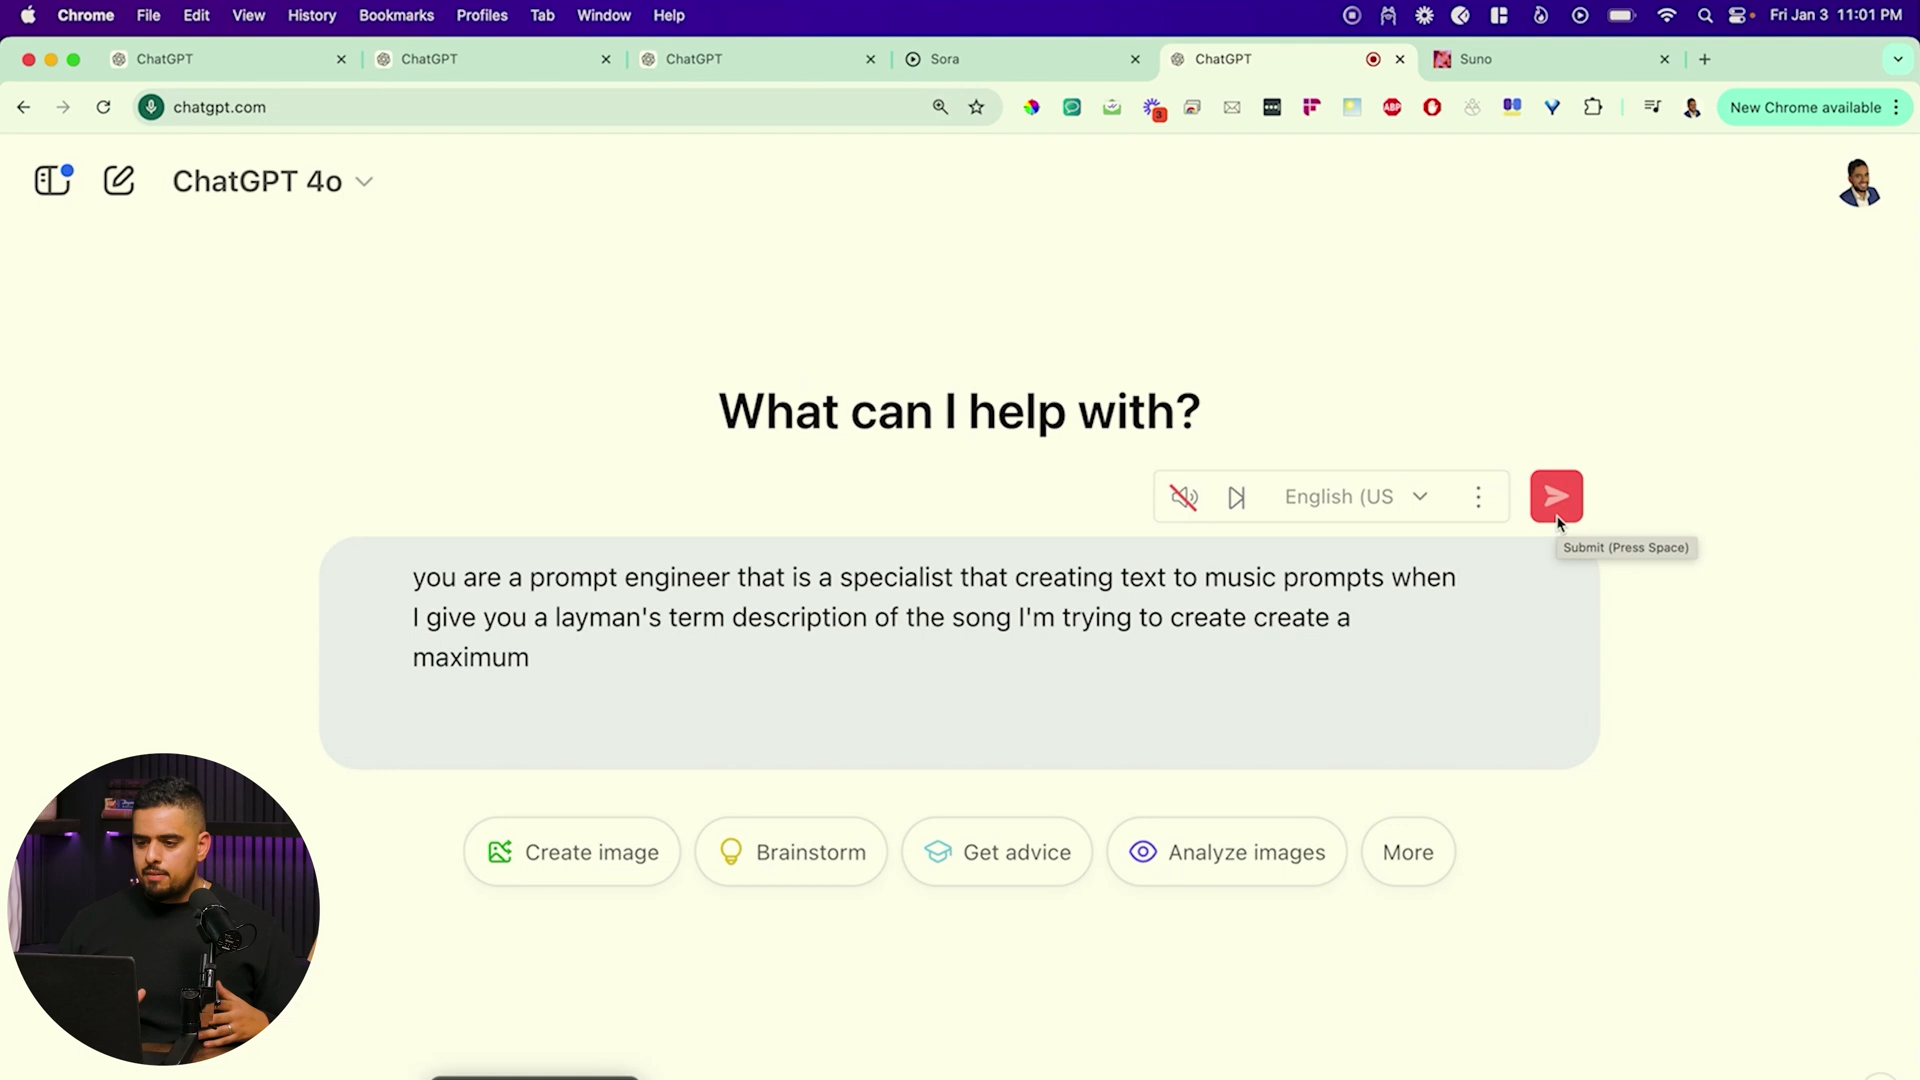 Chrome File Edit View History Bookmarks Profiles Tab Window Help Fri Jan 3 11:01 PM
ChatGPT ChatGPT ChatGPT Sora ChatGPT Suno
chatgpt.com 3 ABP New Chrome available
ChatGPT 4o
What can I help with?
English (US
Submit (Press Space)
you are a prompt engineer that is a specialist that creating text to music prompts when
I give you a layman's term description of the song I'm trying to create create a
maximum
Create image Brainstorm Get advice Analyze images More